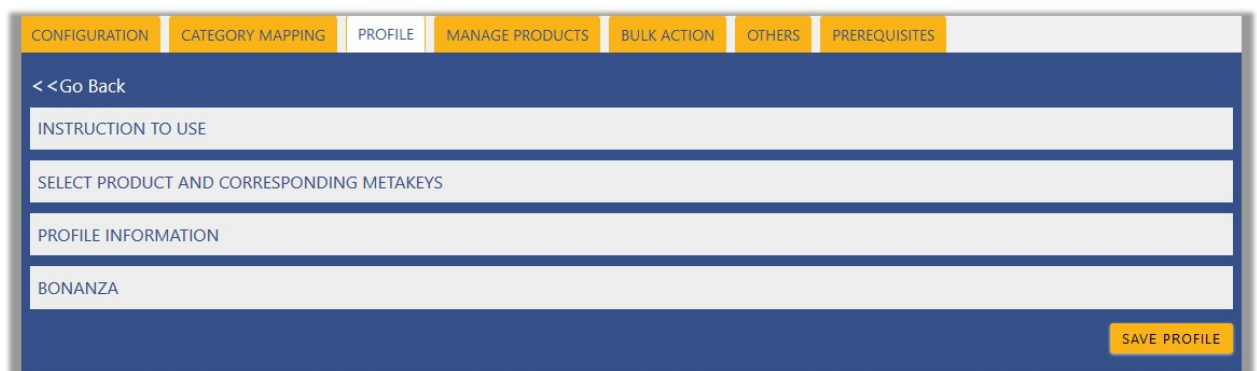 CONFIGURATION CATEGORY MAPPING PROFILE MANAGE PRODUCTS BULK ACTION OTHERS PREREQUISITES
<<Go Back
INSTRUCTION TO USE
SELECT PRODUCT AND CORRESPONDING METAKEYS
PROFILE INFORMATION
BONANZA
SAVE PROFILE